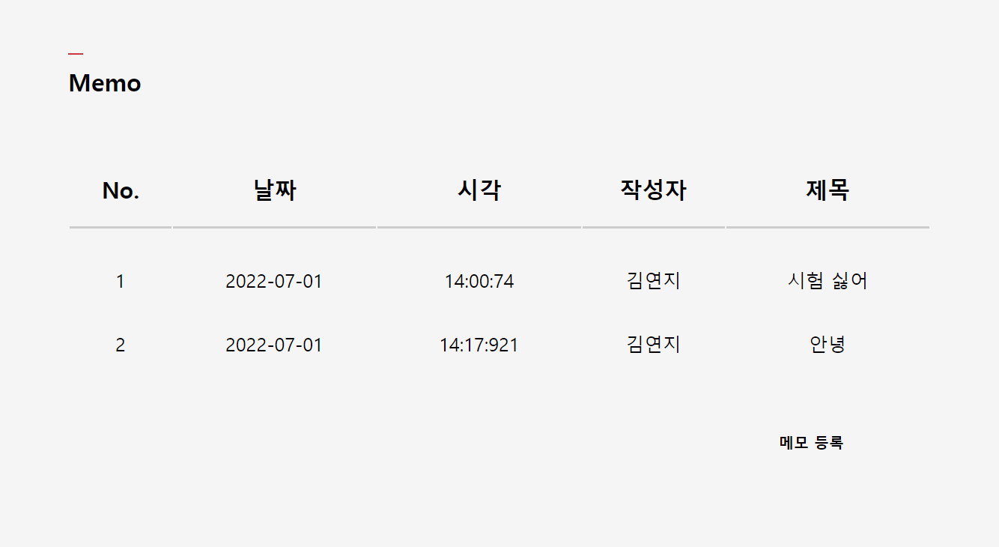 Memo
No. 날짜 시각 작성자 제목
1 2022-07-01 14:00:74 김연지 시험 싫어
2 2022-07-01 14:17:921 김연지 안녕
메모 등록